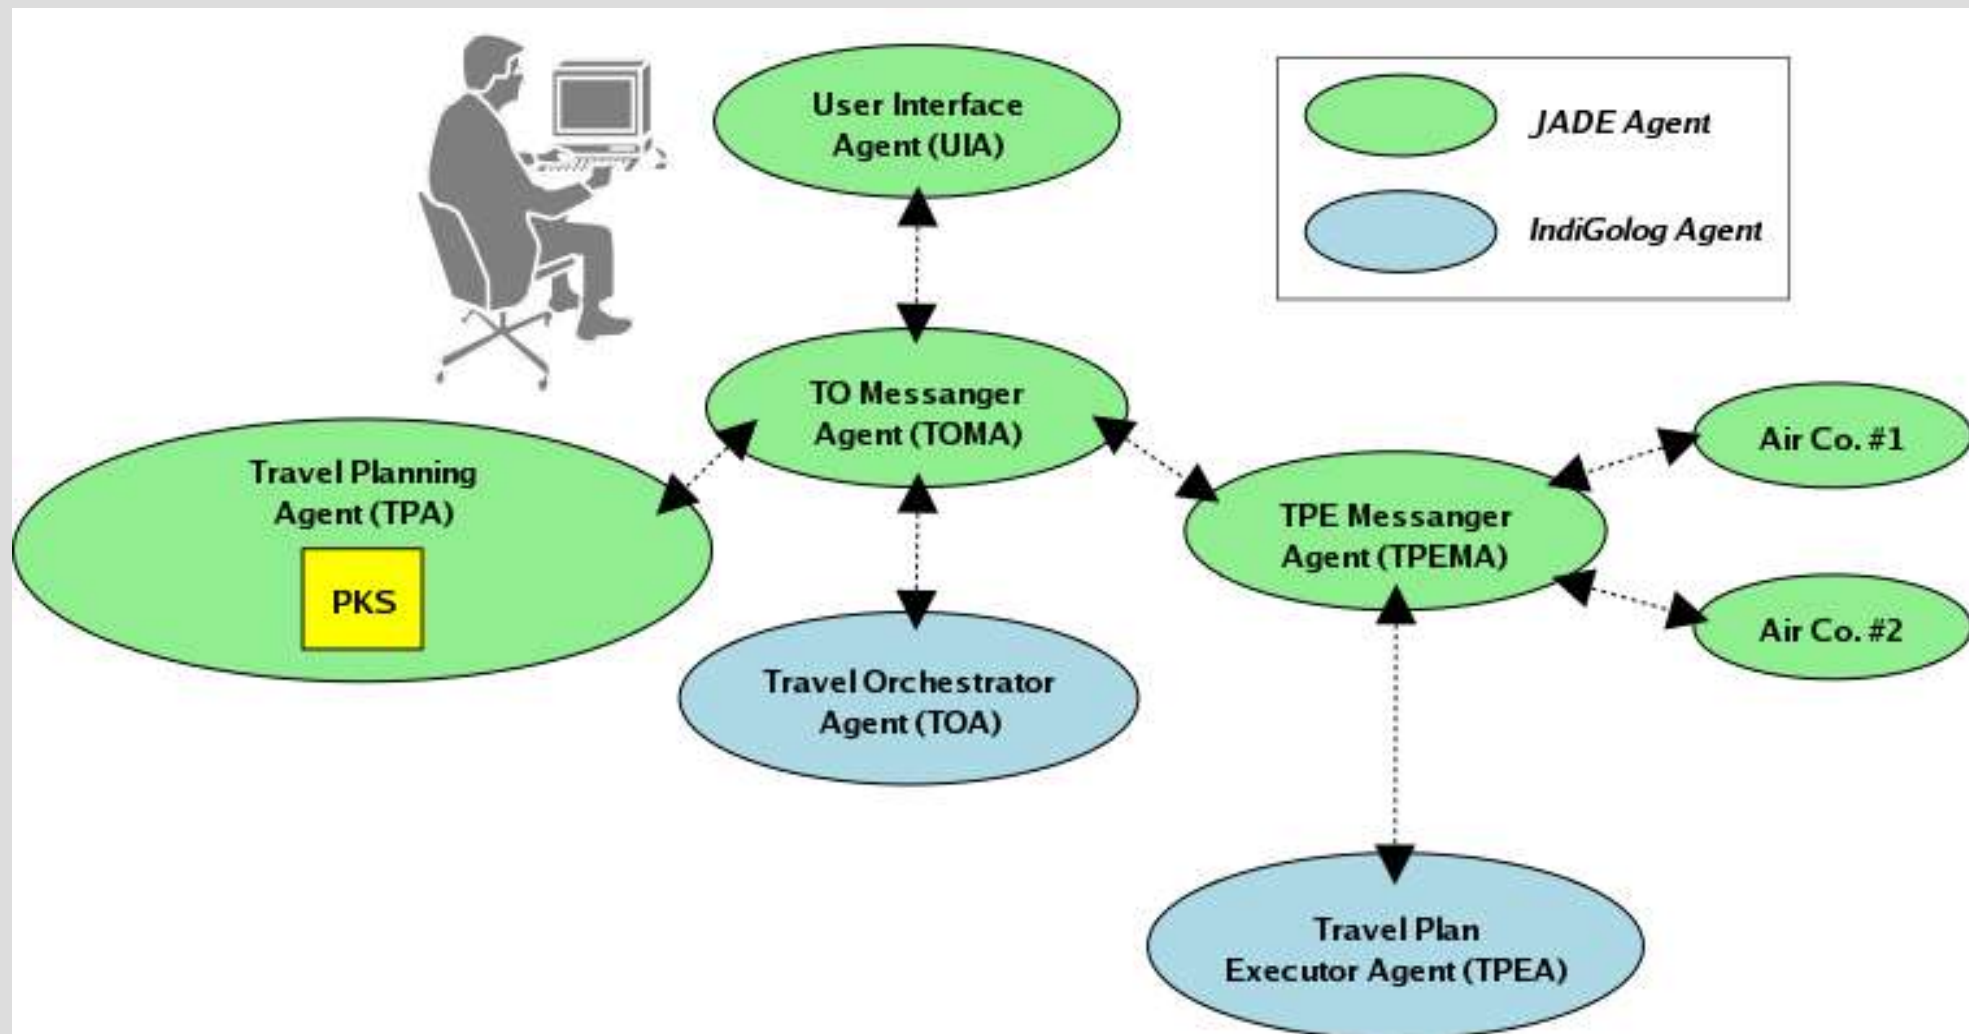 User Interface
Agent (UIA)
JADE Agent
IndiGolog Agent
TO Messanger
Agent (TOMA)
Travel Planning
Agent (TPA)
PKS
Air Co. #1
TPE Messanger
Agent (TPEMA)
Air Co. #2
Travel Orchestrator
Agent (TOA)
Travel Plan
Executor Agent (TPEA)